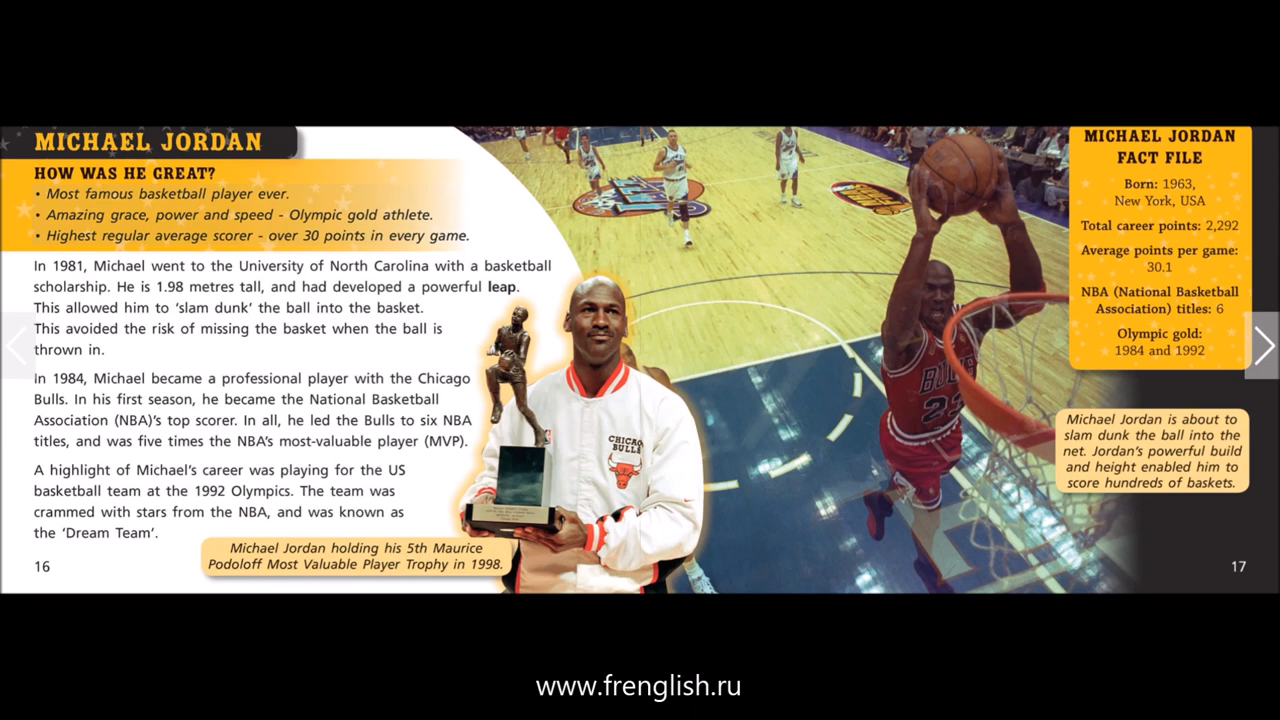 MICHAEL JORDAN
HOW WAS HE GREAT?
• Most famous basketball player ever.
• Amazing grace, power and speed - Olympic gold athlete.
• Highest regular average scorer - over 30 points in every game.
In 1981, Michael went to the University of North Carolina with a basketball
scholarship. He is 1.98 metres tall, and had developed a powerful leap.
This allowed him to ‘slam dunk’ the ball into the basket.
This avoided the risk of missing the basket when the ball is
thrown in.
In 1984, Michael became a professional player with the Chicago
Bulls. In his first season, he became the National Basketball
Association (NBA)’s top scorer. In all, he led the Bulls to six NBA
titles, and was five times the NBA’s most-valuable player (MVP).
A highlight of Michael’s career was playing for the US
basketball team at the 1992 Olympics. The team was
crammed with stars from the NBA, and was known as
the ‘Dream Team’.
16
Michael Jordan holding his 5th Maurice
Podoloff Most Valuable Player Trophy in 1998.
CHICAGO
BULLS
MICHAEL JORDAN
FACT FILE
Born: 1963,
New York, USA
Total career points: 2,292
Average points per game:
30.1
NBA (National Basketball
Association) titles: 6
Olympic gold:
1984 and 1992
Michael Jordan is about to
slam dunk the ball into the
net. Jordan’s powerful build
and height enabled him to
score hundreds of baskets.
17
www.frenglish.ru